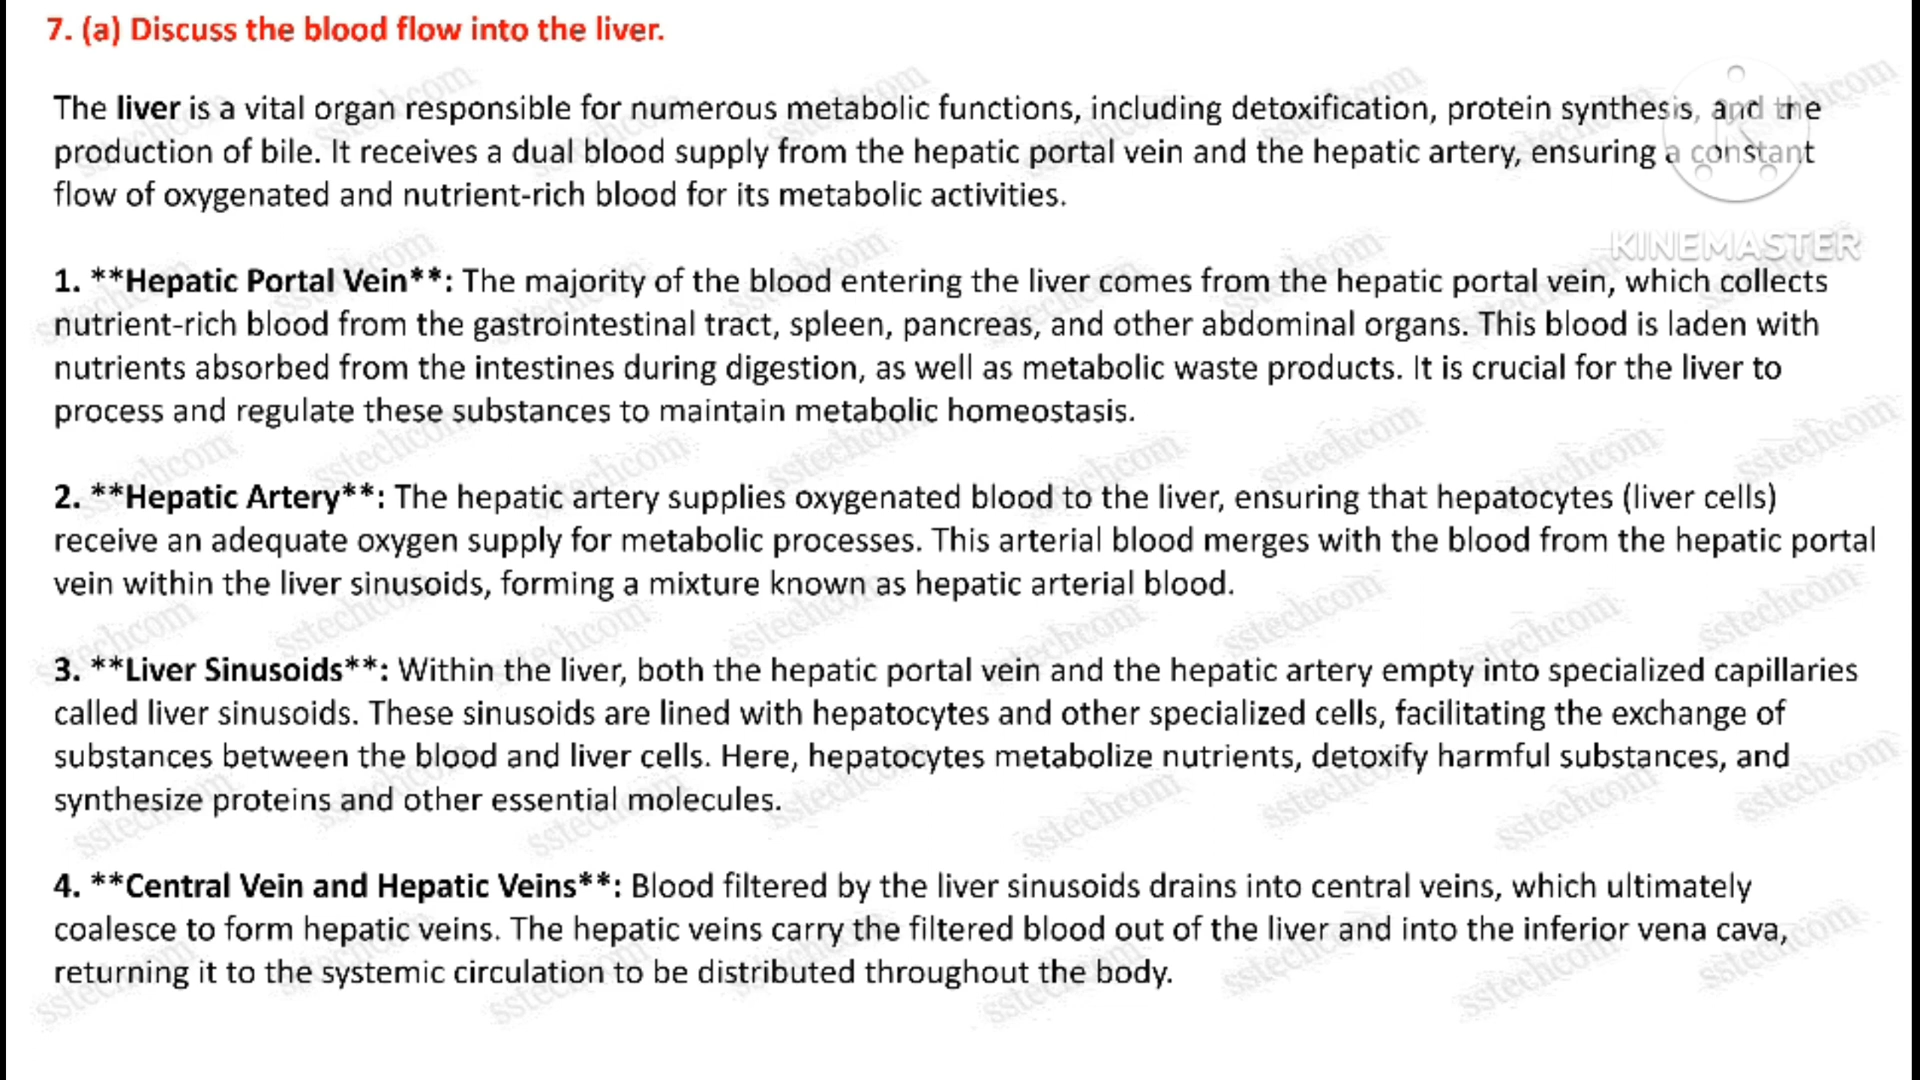 7. (a) Discuss the blood flow into the liver.
The liver is a vital organ responsible for numerous metabolic functions, including detoxification, protein synthesis, and the
production of bile. It receives a dual blood supply from the hepatic portal vein and the hepatic artery, ensuring a constant
flow of oxygenated and nutrient-rich blood for its metabolic activities.
KINEMASTER
1. **Hepatic Portal Vein**: The majority of the blood entering the liver comes from the hepatic portal vein, which collects
nutrient-rich blood from the gastrointestinal tract, spleen, pancreas, and other abdominal organs. This blood is laden with
nutrients absorbed from the intestines during digestion, as well as metabolic waste products. It is crucial for the liver to
process and regulate these substances to maintain metabolic homeostasis.
2. **Hepatic Artery**: The hepatic artery supplies oxygenated blood to the liver, ensuring that hepatocytes (liver cells)
receive an adequate oxygen supply for metabolic processes. This arterial blood merges with the blood from the hepatic portal
vein within the liver sinusoids, forming a mixture known as hepatic arterial blood.
3. **Liver Sinusoids**: Within the liver, both the hepatic portal vein and the hepatic artery empty into specialized capillaries
called liver sinusoids. These sinusoids are lined with hepatocytes and other specialized cells, facilitating the exchange of
substances between the blood and liver cells. Here, hepatocytes metabolize nutrients, detoxify harmful substances, and
synthesize proteins and other essential molecules.
4. **Central Vein and Hepatic Veins**: Blood filtered by the liver sinusoids drains into central veins, which ultimately
coalesce to form hepatic veins. The hepatic veins carry the filtered blood out of the liver and into the inferior vena cava,
returning it to the systemic circulation to be distributed throughout the body.
sstechcom